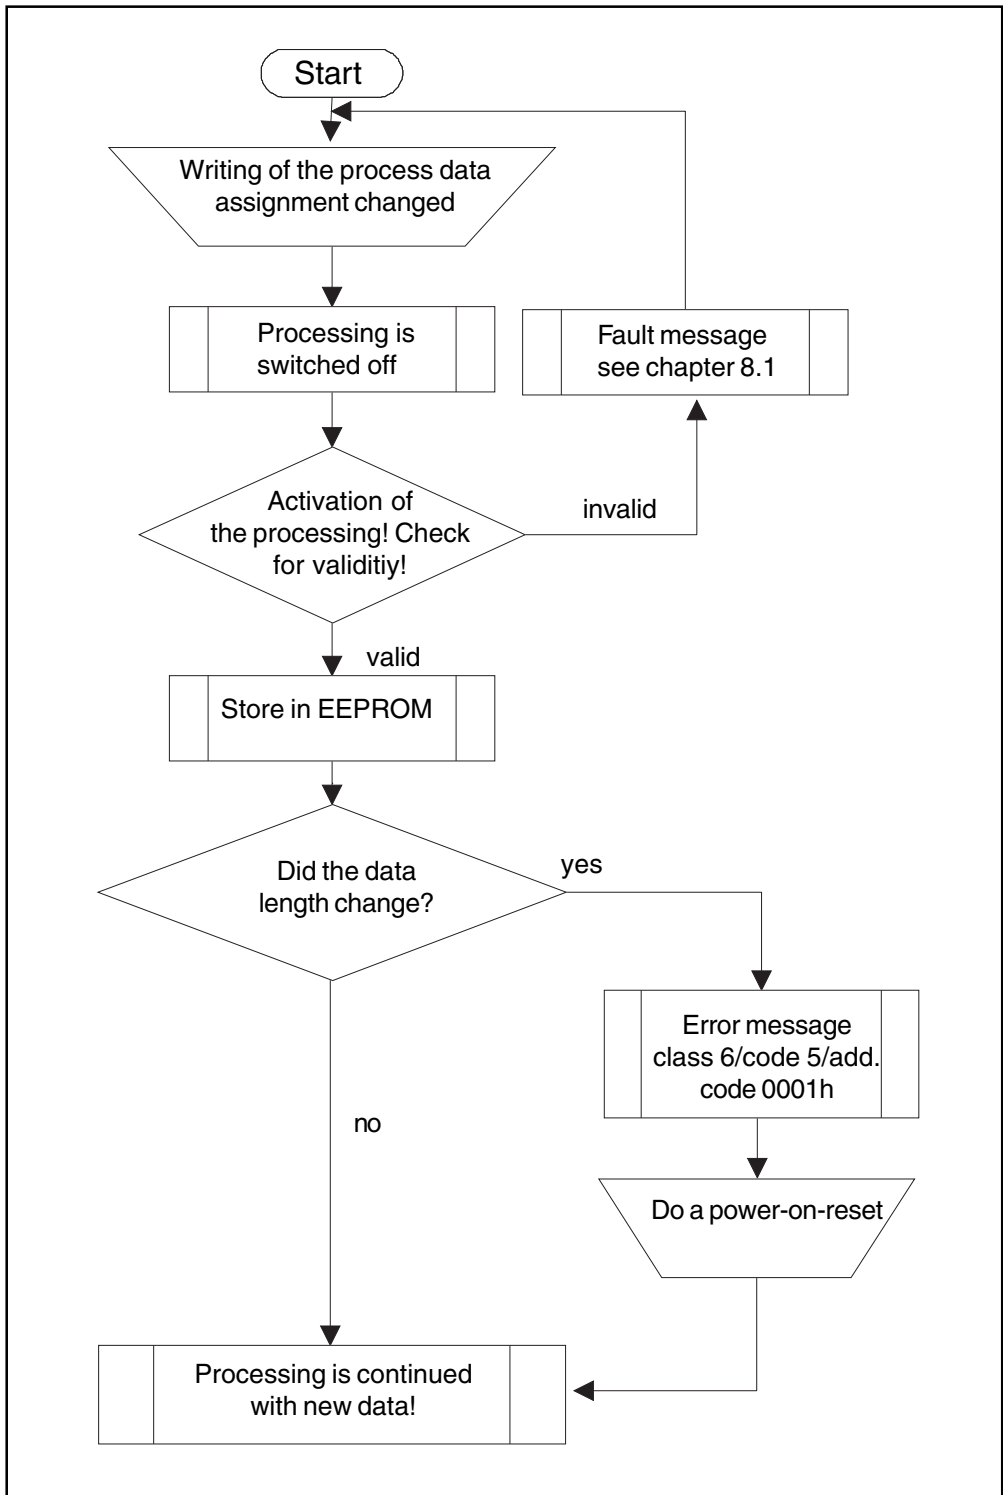 Start
Writing of the process data
assignment changed
Processing is
switched off
Fault message
see chapter 8.1
Activation of
the processing! Check
for validitiy!
invalid
valid
Store in EEPROM
Did the data
length change?
yes
Error message
class 6/code 5/add.
code 0001h
no
Do a power-on-reset
Processing is continued
with new data!